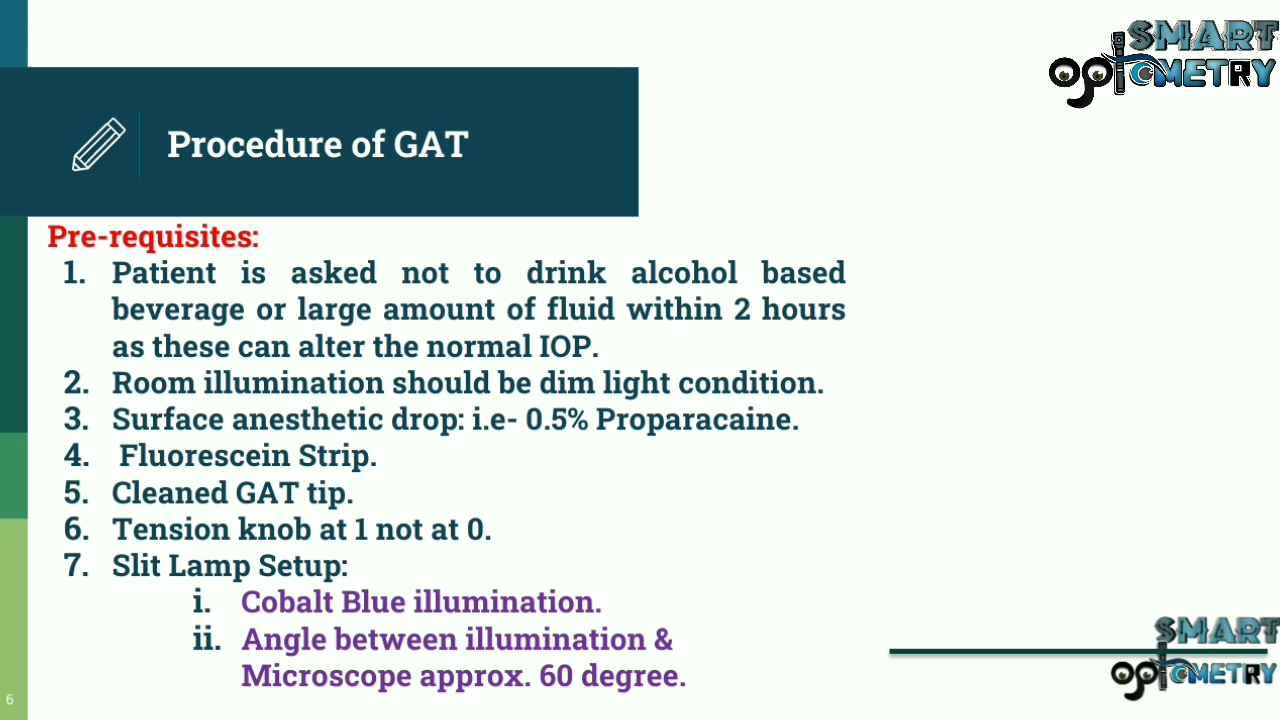 SMART
OPTOMETRY
Procedure of GAT
Pre-requisites:
1. Patient is asked not to drink alcohol based
beverage or large amount of fluid within 2 hours
as these can alter the normal IOP.
2. Room illumination should be dim light condition.
3. Surface anesthetic drop: i.e- 0.5% Proparacaine.
4. Fluorescein Strip.
5. Cleaned GAT tip.
6. Tension knob at 1 not at 0.
7. Slit Lamp Setup:
i. Cobalt Blue illumination.
ii. Angle between illumination &
Microscope approx. 60 degree.
SMART
OPTOMETRY
6